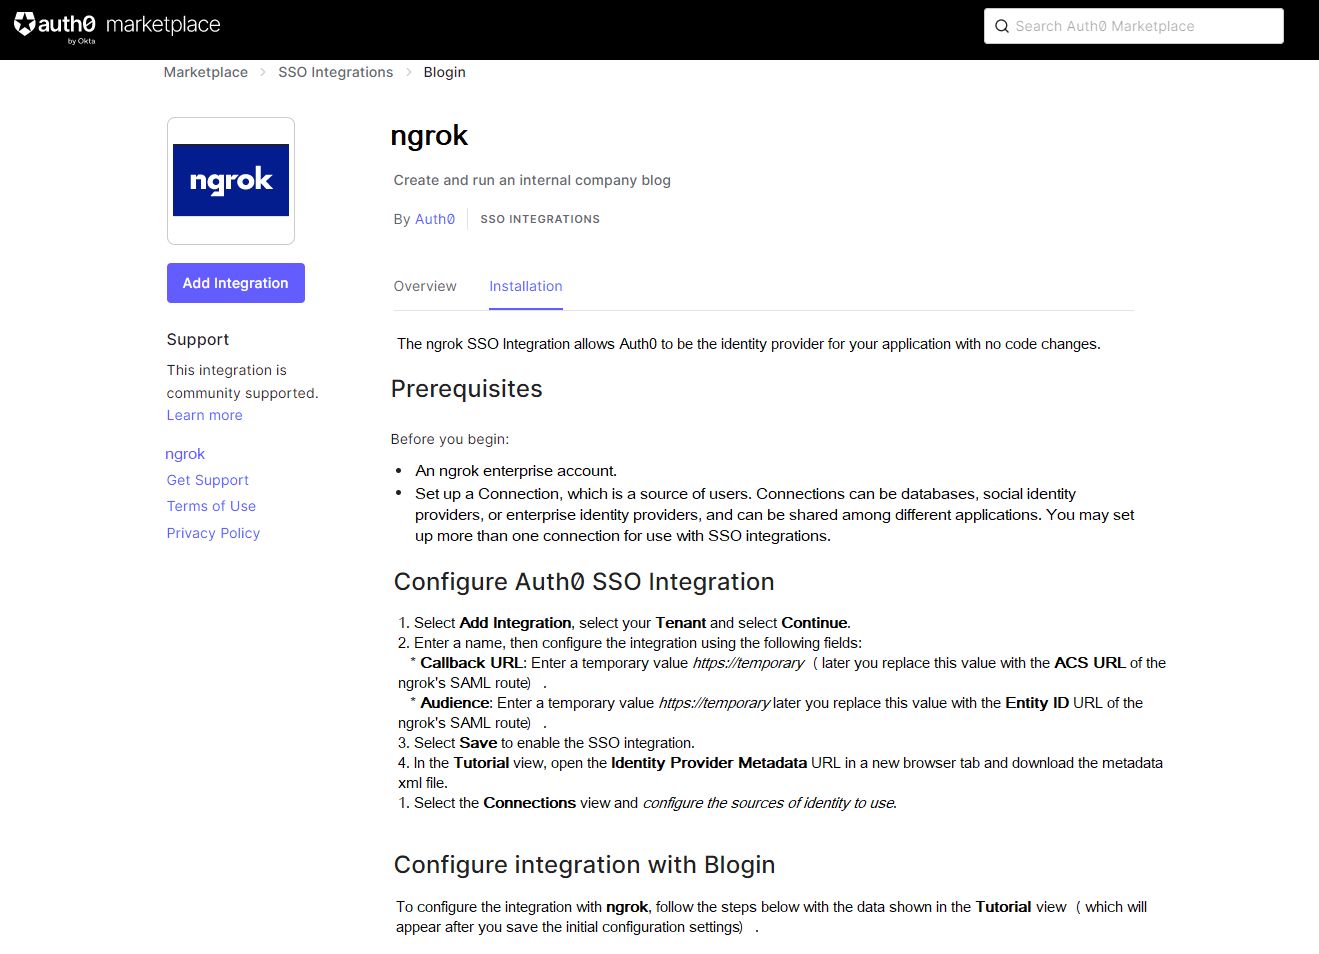 auth0 marketplace
by Okta
Search Auth0 Marketplace
Marketplace > SSO Integrations > Blogin
ngrok
ngrok
Create and run an internal company blog
By Auth0 SSO INTEGRATIONS
Add Integration
Overview Installation
Support
This integration is
community supported.
Learn more
ngrok
Get Support
Terms of Use
Privacy Policy
The ngrok SSO Integration allows Auth0 to be the identity provider for your application with no code changes.
Prerequisites
Before you begin:
• An ngrok enterprise account.
• Set up a Connection, which is a source of users. Connections can be databases, social identity
providers, or enterprise identity providers, and can be shared among different applications. You may set
up more than one connection for use with SSO integrations.
Configure Auth0 SSO Integration
1. Select Add Integration, select your Tenant and select Continue.
2. Enter a name, then configure the integration using the following fields:
* Callback URL: Enter a temporary value https://temporary ( later you replace this value with the ACS URL of the
ngrok's SAML route) .
* Audience: Enter a temporary value https://temporary later you replace this value with the Entity ID URL of the
ngrok's SAML route) .
3. Select Save to enable the SSO integration.
4. In the Tutorial view, open the Identity Provider Metadata URL in a new browser tab and download the metadata
xml file.
1. Select the Connections view and configure the sources of identity to use.
Configure integration with Blogin
To configure the integration with ngrok, follow the steps below with the data shown in the Tutorial view ( which will
appear after you save the initial configuration settings) .